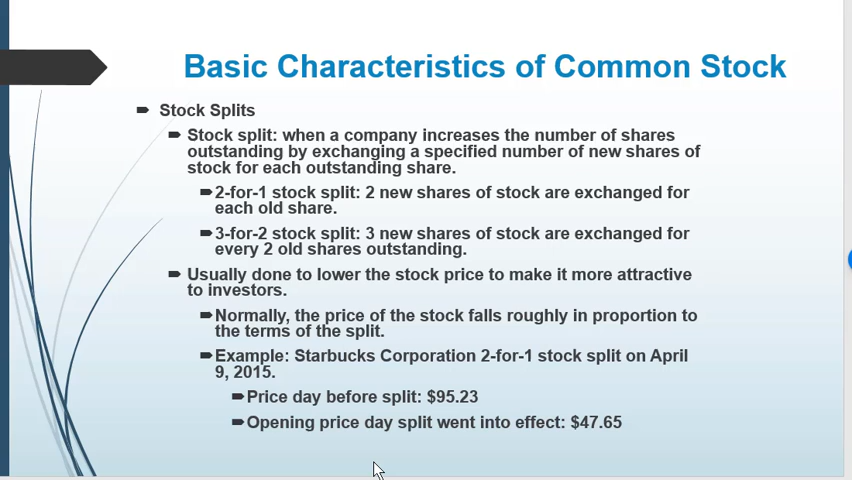 Basic Characteristics of Common Stock
Stock Splits
Stock split: when a company increases the number of shares
outstanding by exchanging a specified number of new shares of
stock for each outstanding share.
2-for-1 stock split: 2 new shares of stock are exchanged for
each old share.
3-for-2 stock split: 3 new shares of stock are exchanged for
every 2 old shares outstanding.
Usually done to lower the stock price to make it more attractive
to investors.
Normally, the price of the stock falls roughly in proportion to
the terms of the split.
Example: Starbucks Corporation 2-for-1 stock split on April
9, 2015.
Price day before split: $95.23
Opening price day split went into effect: $47.65